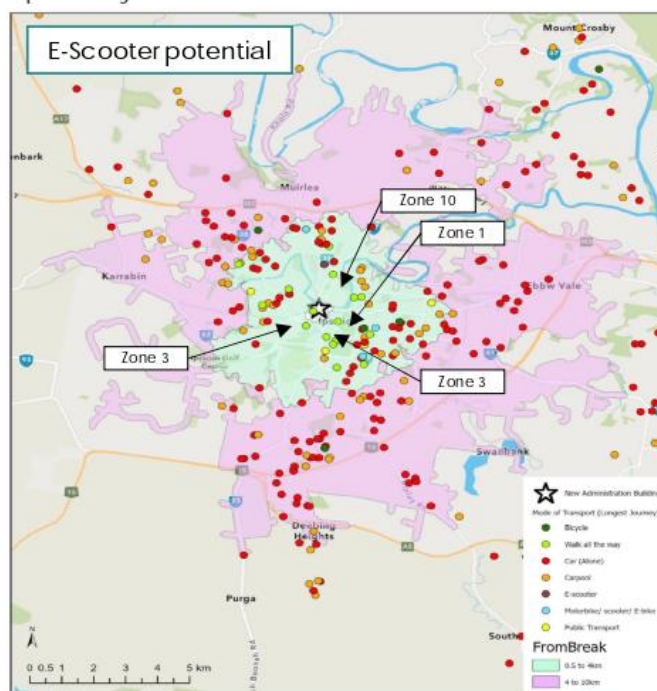 E-Scooter potential
Mount Crosby
Muirlea
Zone 10
Zone 1
Karrabin
Ebbw Vale
Zone 3
Zone 3
Swanbank
Deebing
Heights
Purga
South
N
0 0.5 1 2 3 4 5 km
New Administration Building
Mode of Transport (Longest Journey)
Bicycle
Walk all the way
Car (Alone)
Carpool
E-scooter
Motorbike/ scooter/ E-bike
Public Transport
FromBreak
0.5 to 4km
4 to 10km